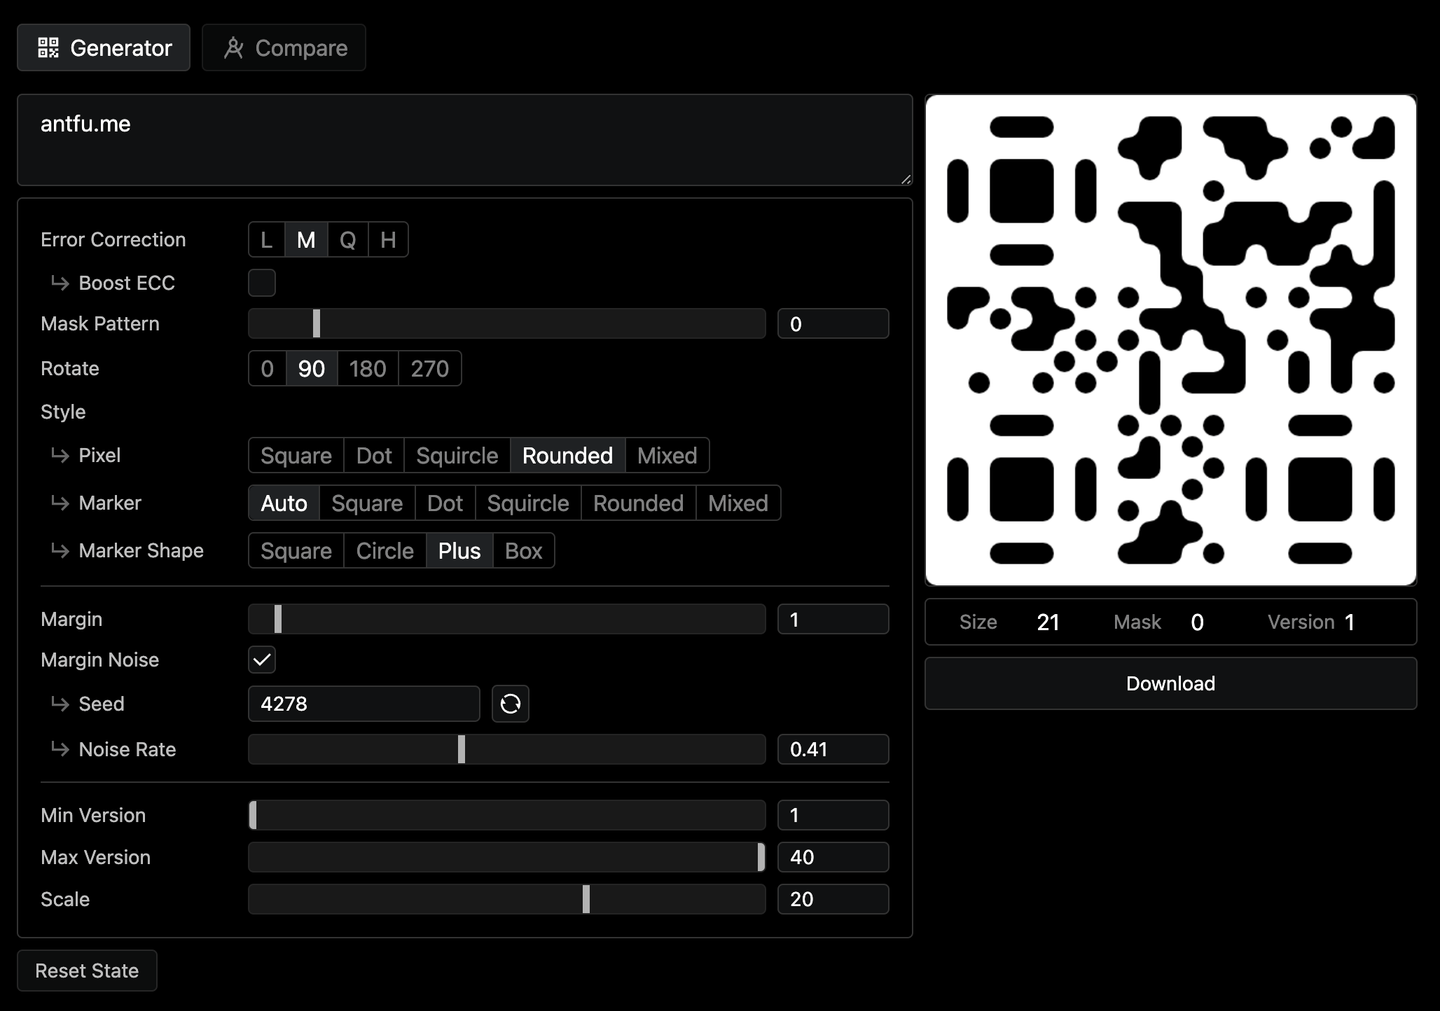 Generator Compare
antfu.me
Error Correction L M Q H
Boost ECC
Mask Pattern 0
Rotate 0 90 180 270
Style
Pixel Square Dot Squircle Rounded Mixed
Marker Auto Square Dot Squircle Rounded Mixed
Marker Shape Square Circle Plus Box
Margin 1
Margin Noise
Seed 4278
Noise Rate 0.41
Min Version 1
Max Version 40
Scale 20
Reset State
Size 21 Mask 0 Version 1
Download